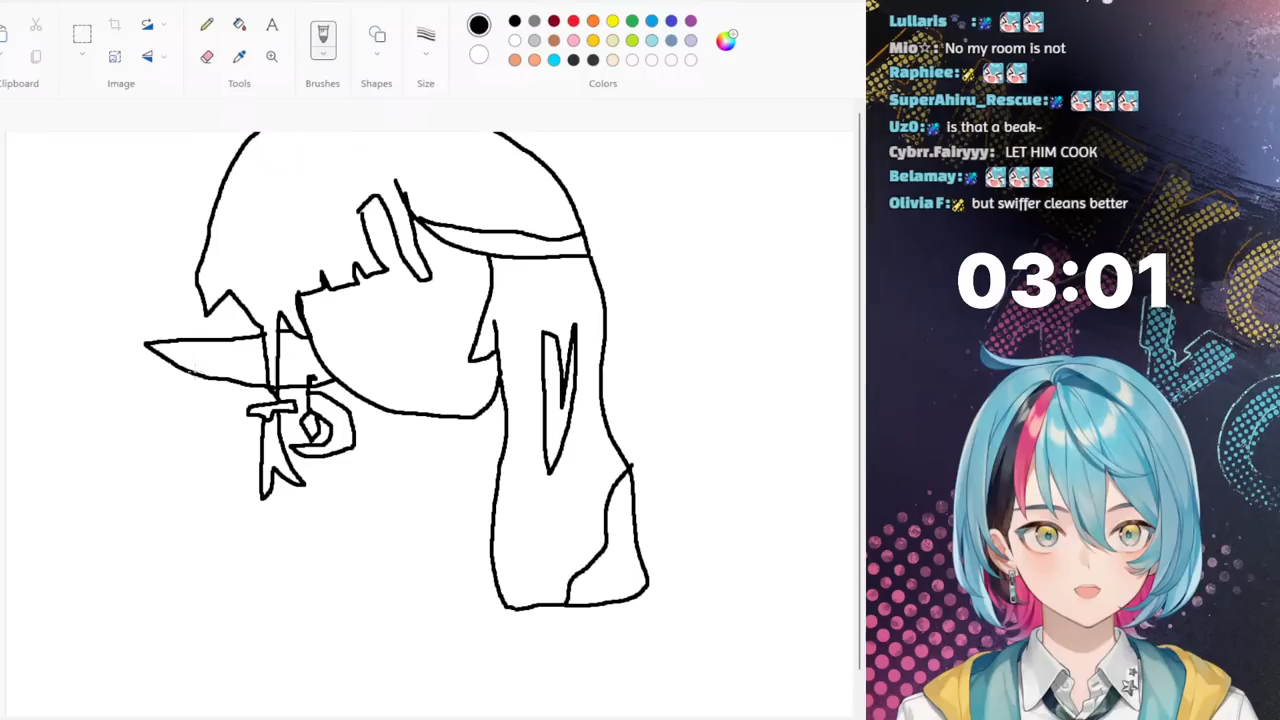 Clipboard
Image
Tools
Brushes
Shapes
Size
Colors
Lullaris 🐾:
Mio☆: No my room is not
Raphiee:
SuperAhiru_Rescue:
Uz0: is that a beak-
Cybrr.Fairyyy: LET HIM COOK
Belamay:
Olivia F: but swiffer cleans better
03:01